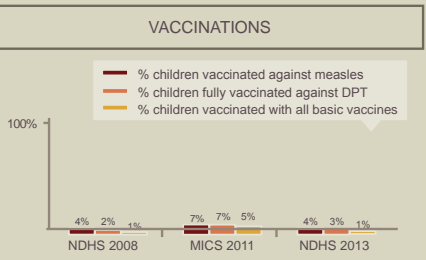 VACCINATIONS
% children vaccinated against measles
% children fully vaccinated against DPT
% children vaccinated with all basic vaccines
100%
4% 2% 1% 7% 7% 5% 4% 3% 1%
NDHS 2008 MICS 2011 NDHS 2013